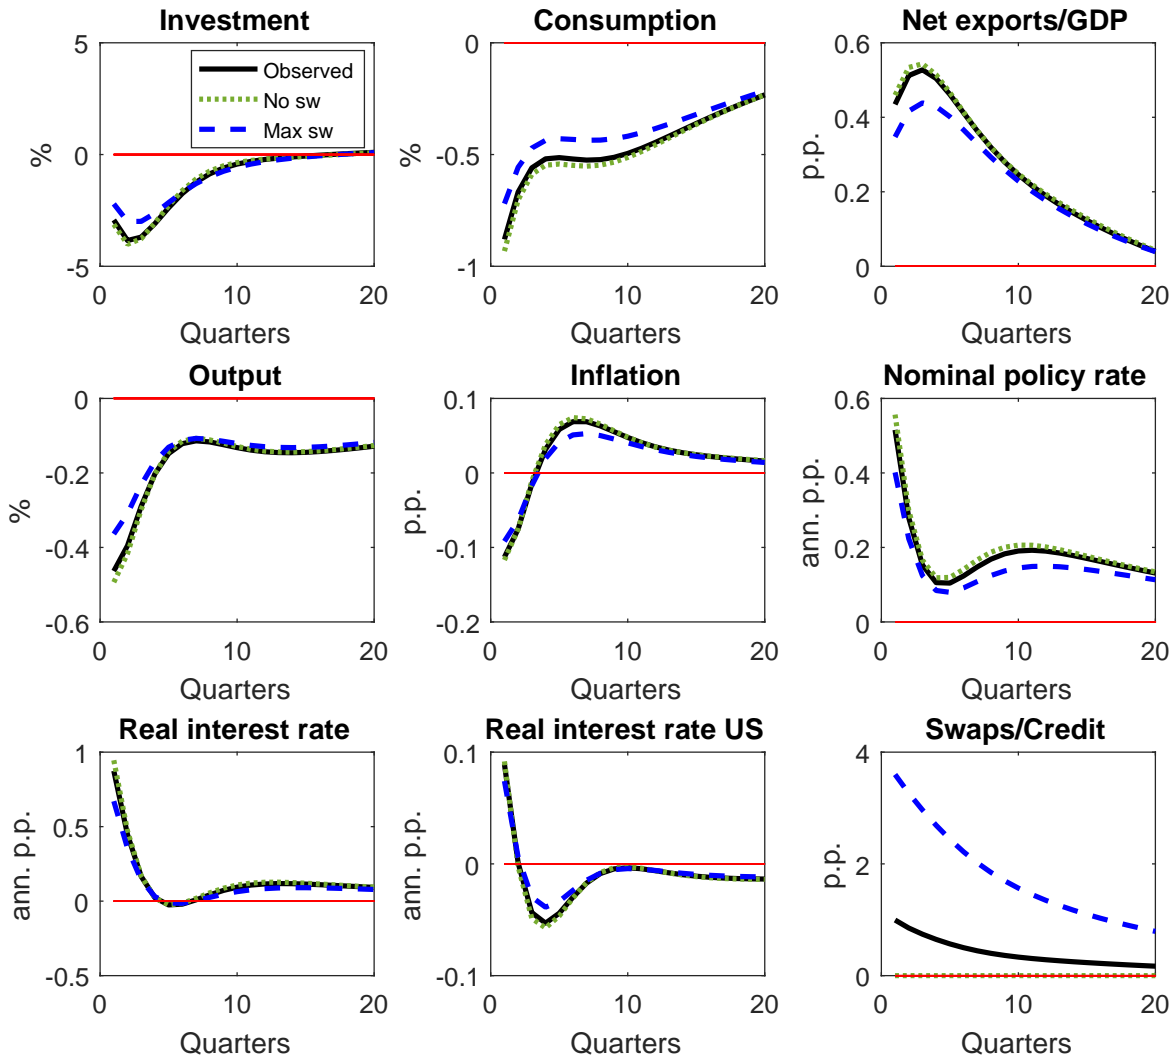 Investment
%
5
0
-5
Observed
No sw
Max sw
0
10
20
Quarters
Consumption
%
0
-0.5
-1
0
10
20
Quarters
Net exports/GDP
p.p.
0.6
0.4
0.2
0
0
10
20
Quarters
Output
%
0
-0.2
-0.4
-0.6
0
10
20
Quarters
Inflation
p.p.
0.1
0
-0.1
-0.2
0
10
20
Quarters
Nominal policy rate
ann. p.p.
0.6
0.4
0.2
0
0
10
20
Quarters
Real interest rate
ann. p.p.
1
0.5
0
-0.5
0
10
20
Quarters
Real interest rate US
ann. p.p.
0.1
0
-0.1
0
10
20
Quarters
Swaps/Credit
p.p.
4
2
0
0
10
20
Quarters